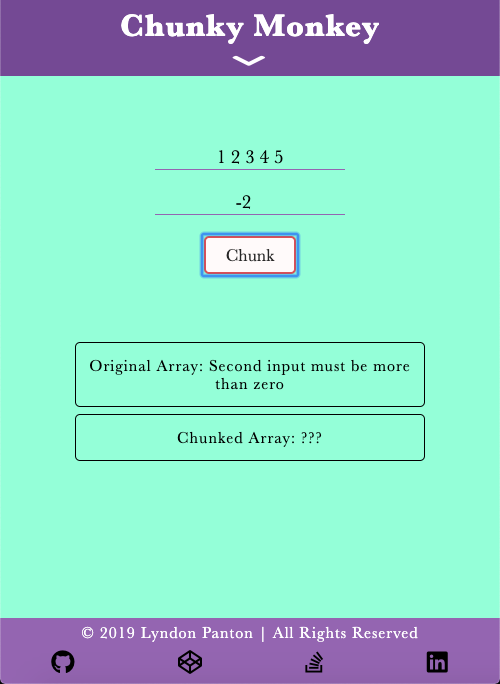 Chunky Monkey
1 2 3 4 5
-2
Chunk
Original Array: Second input must be more
than zero
Chunked Array: ???
© 2019 Lyndon Panton | All Rights Reserved
in